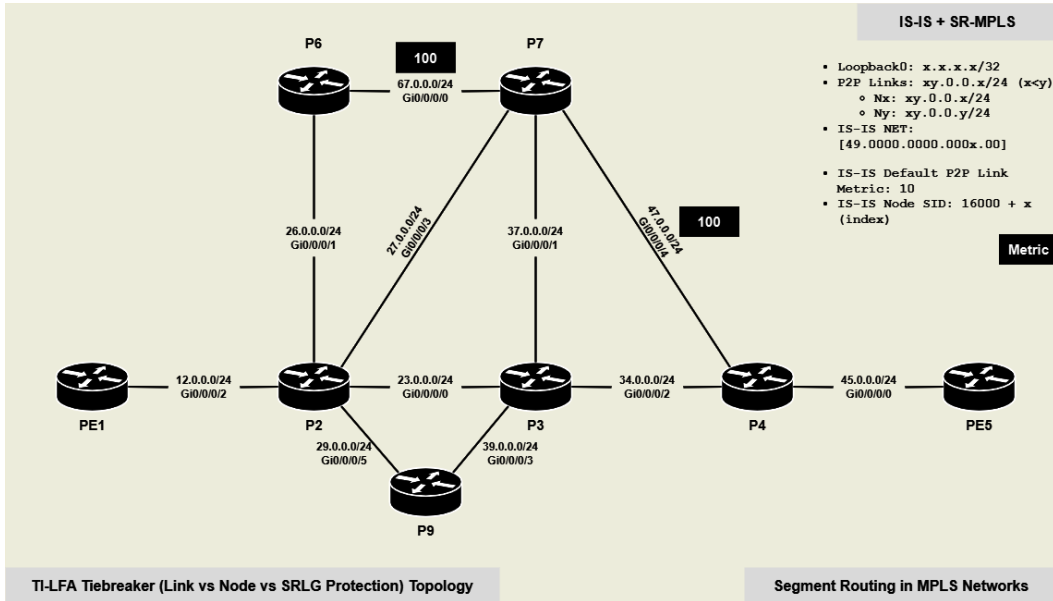 IS-IS + SR-MPLS
P6
P7
100
67.0.0.0/24
Gi0/0/0/0
• Loopback0: x.x.x.x/32
• P2P Links: xy.0.0.x/24 (x<y)
o Nx: xy.0.0.x/24
o Ny: xy.0.0.y/24
• IS-IS NET:
[49.0000.0000.000x.00]
• IS-IS Default P2P Link
Metric: 10
• IS-IS Node SID: 16000 + x
(index)
Metric
26.0.0.0/24
Gi0/0/0/1
27.0.0.0/24
Gi0/0/0/3
37.0.0.0/24
Gi0/0/0/1
47.0.0.0/24
Gi0/0/0/4
100
12.0.0.0/24
Gi0/0/0/2
23.0.0.0/24
Gi0/0/0/0
34.0.0.0/24
Gi0/0/0/2
45.0.0.0/24
Gi0/0/0/0
PE1
P2
P3
P4
PE5
29.0.0.0/24
Gi0/0/0/5
39.0.0.0/24
Gi0/0/0/3
P9
TI-LFA Tiebreaker (Link vs Node vs SRLG Protection) Topology
Segment Routing in MPLS Networks